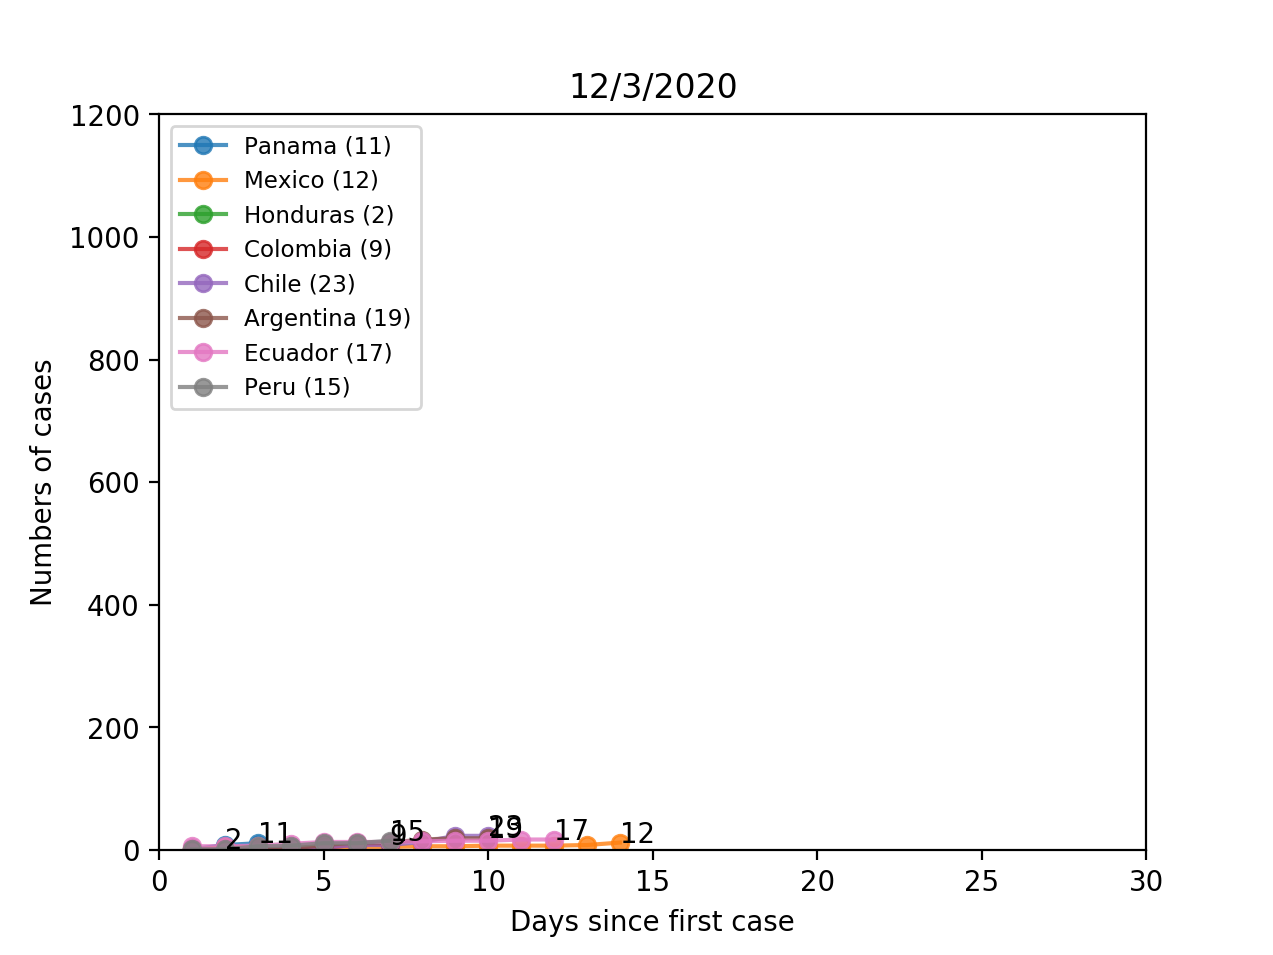 12/3/2020
1200
1000
800
600
400
200
0
Numbers of cases
Panama (11)
Mexico (12)
Honduras (2)
Colombia (9)
Chile (23)
Argentina (19)
Ecuador (17)
Peru (15)
2
11
15
9
23
19
17
12
0 5 10 15 20 25 30
Days since first case